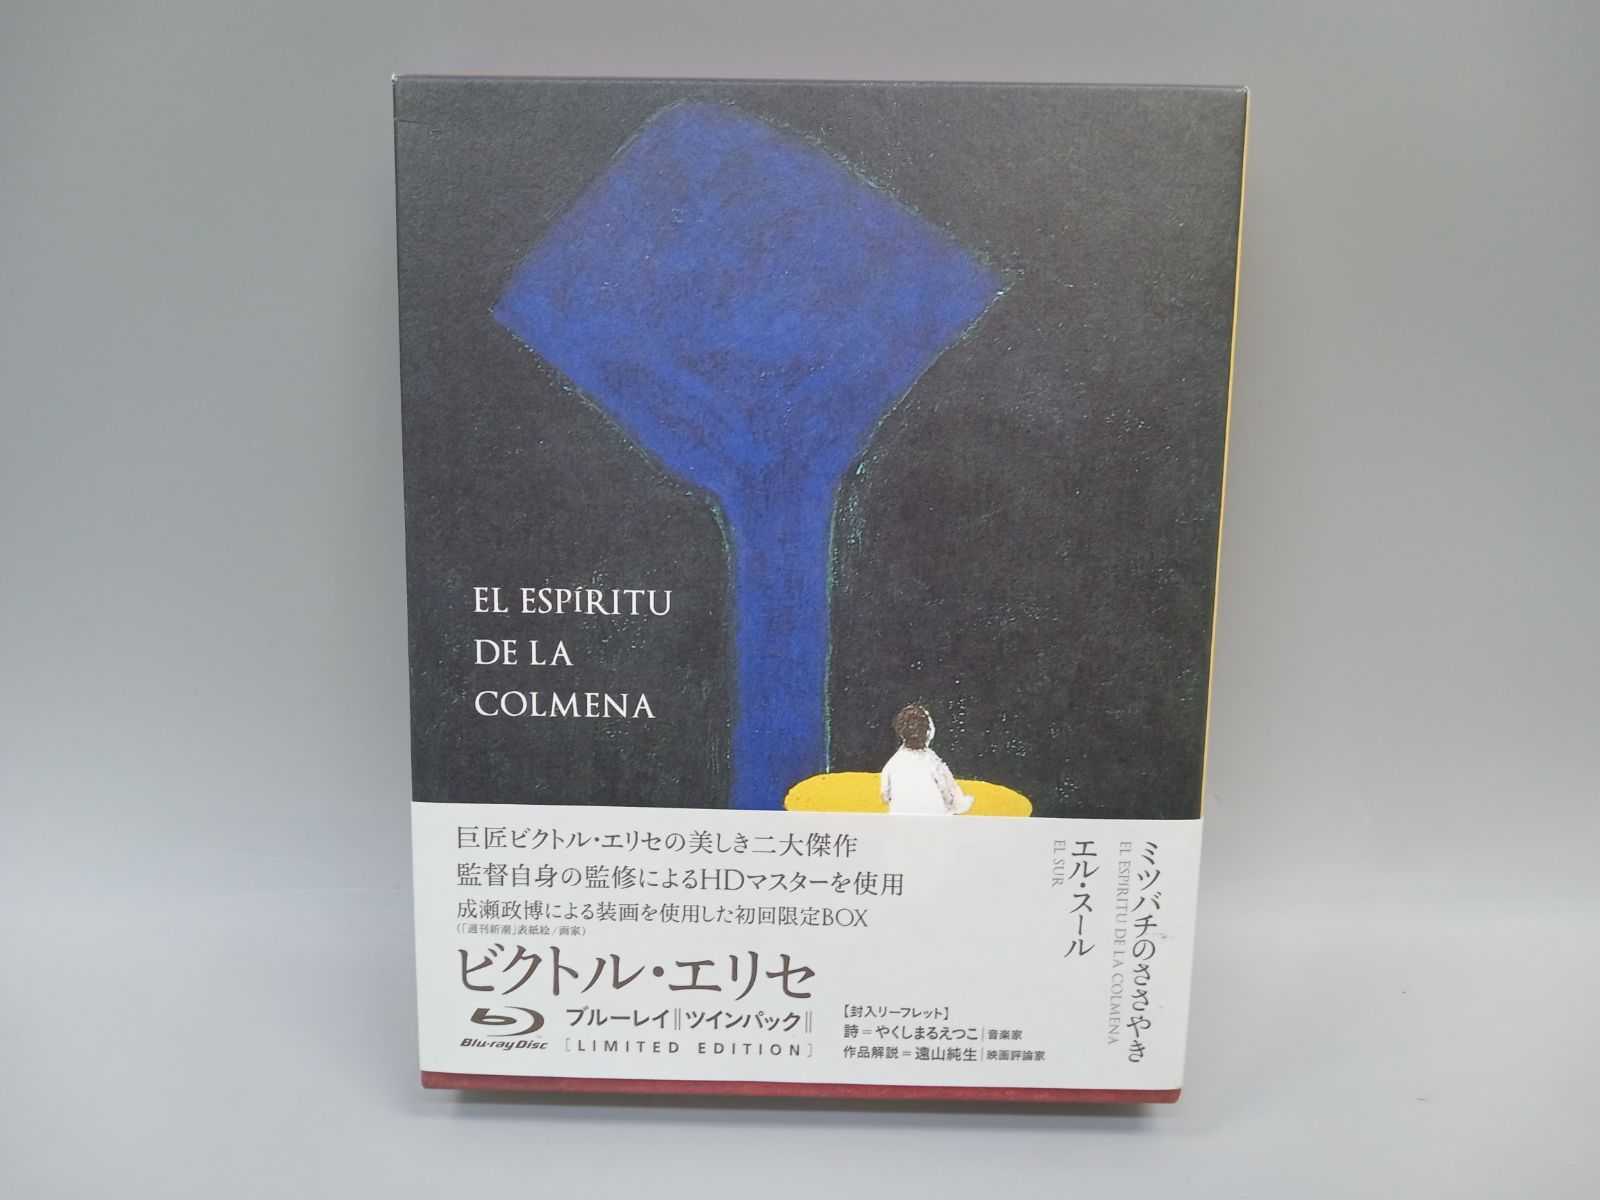 EL ESPÍRITU
DE LA
COLMENA
巨匠ビクトル・エリセの美しき二大傑作
監督自身の監修によるHDマスターを使用
成瀬政博による装画を使用した初回限定BOX
(「週刊新潮」表紙絵/画家)
ビクトル・エリセ
Blu-ray Disc
ブルーレイ||ツインパック||
[LIMITED EDITION]
【封入リーフレット】
詩=やくしまるえつこ|音楽家
作品解説=遠山純生|映画評論家
ミツバチのささやき
EL ESPÍRITU DE LA COLMENA
エル・スール
EL SUR